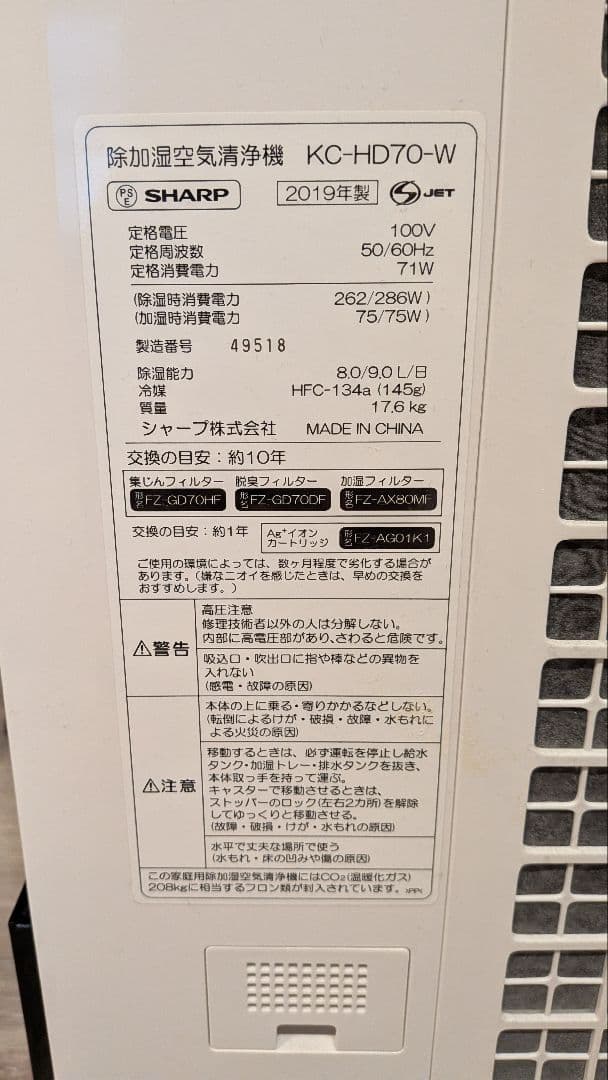 除加湿空気清浄機 KC-HD70-W
PS E SHARP 2019年製 S JET
定格電圧 100V
定格周波数 50/60Hz
定格消費電力 71W
(除湿時消費電力 262/286W)
(加湿時消費電力 75/75W)
製造番号 49518
除湿能力 8.0/9.0 L/日
冷媒 HFC-134a (145g)
質量 17.6 kg
シャープ株式会社 MADE IN CHINA
交換の目安：約10年
集じんフィルター 脱臭フィルター 加湿フィルター
形名 FZ-GD70HF 形名 FZ-GD70DF 形名 FZ-AX80MF
交換の目安：約1年 Ag⁺イオンカートリッジ 形名 FZ-AG01K1
ご使用の環境によっては、数ヶ月程度で劣化する場合が
あります。（嫌なニオイを感じたときは、早めの交換を
おすすめします。）
⚠警告
高圧注意
修理技術者以外の人は分解しない。
内部に高電圧部があり、さわると危険です。
吸込口・吹出口に指や棒などの異物を
入れない
(感電・故障の原因)
⚠注意
本体の上に乗る・寄りかかるなどしない。
(転倒によるけが・破損・故障・水もれに
よる火災の原因)
移動するときは、必ず運転を停止し給水
タンク・加湿トレー・排水タンクを抜き、
本体取っ手を持って運ぶ。
キャスターで移動させるときは、
ストッパーのロック(左右2カ所)を解除
してゆっくりと移動させる。
(故障・破損・けが・水もれの原因)
水平で丈夫な場所で使う
(水もれ・床の凹みや傷の原因)
この家庭用除加湿空気清浄機にはCO₂(温暖化ガス)
208kgに相当するフロン類が封入されています。 >PP<